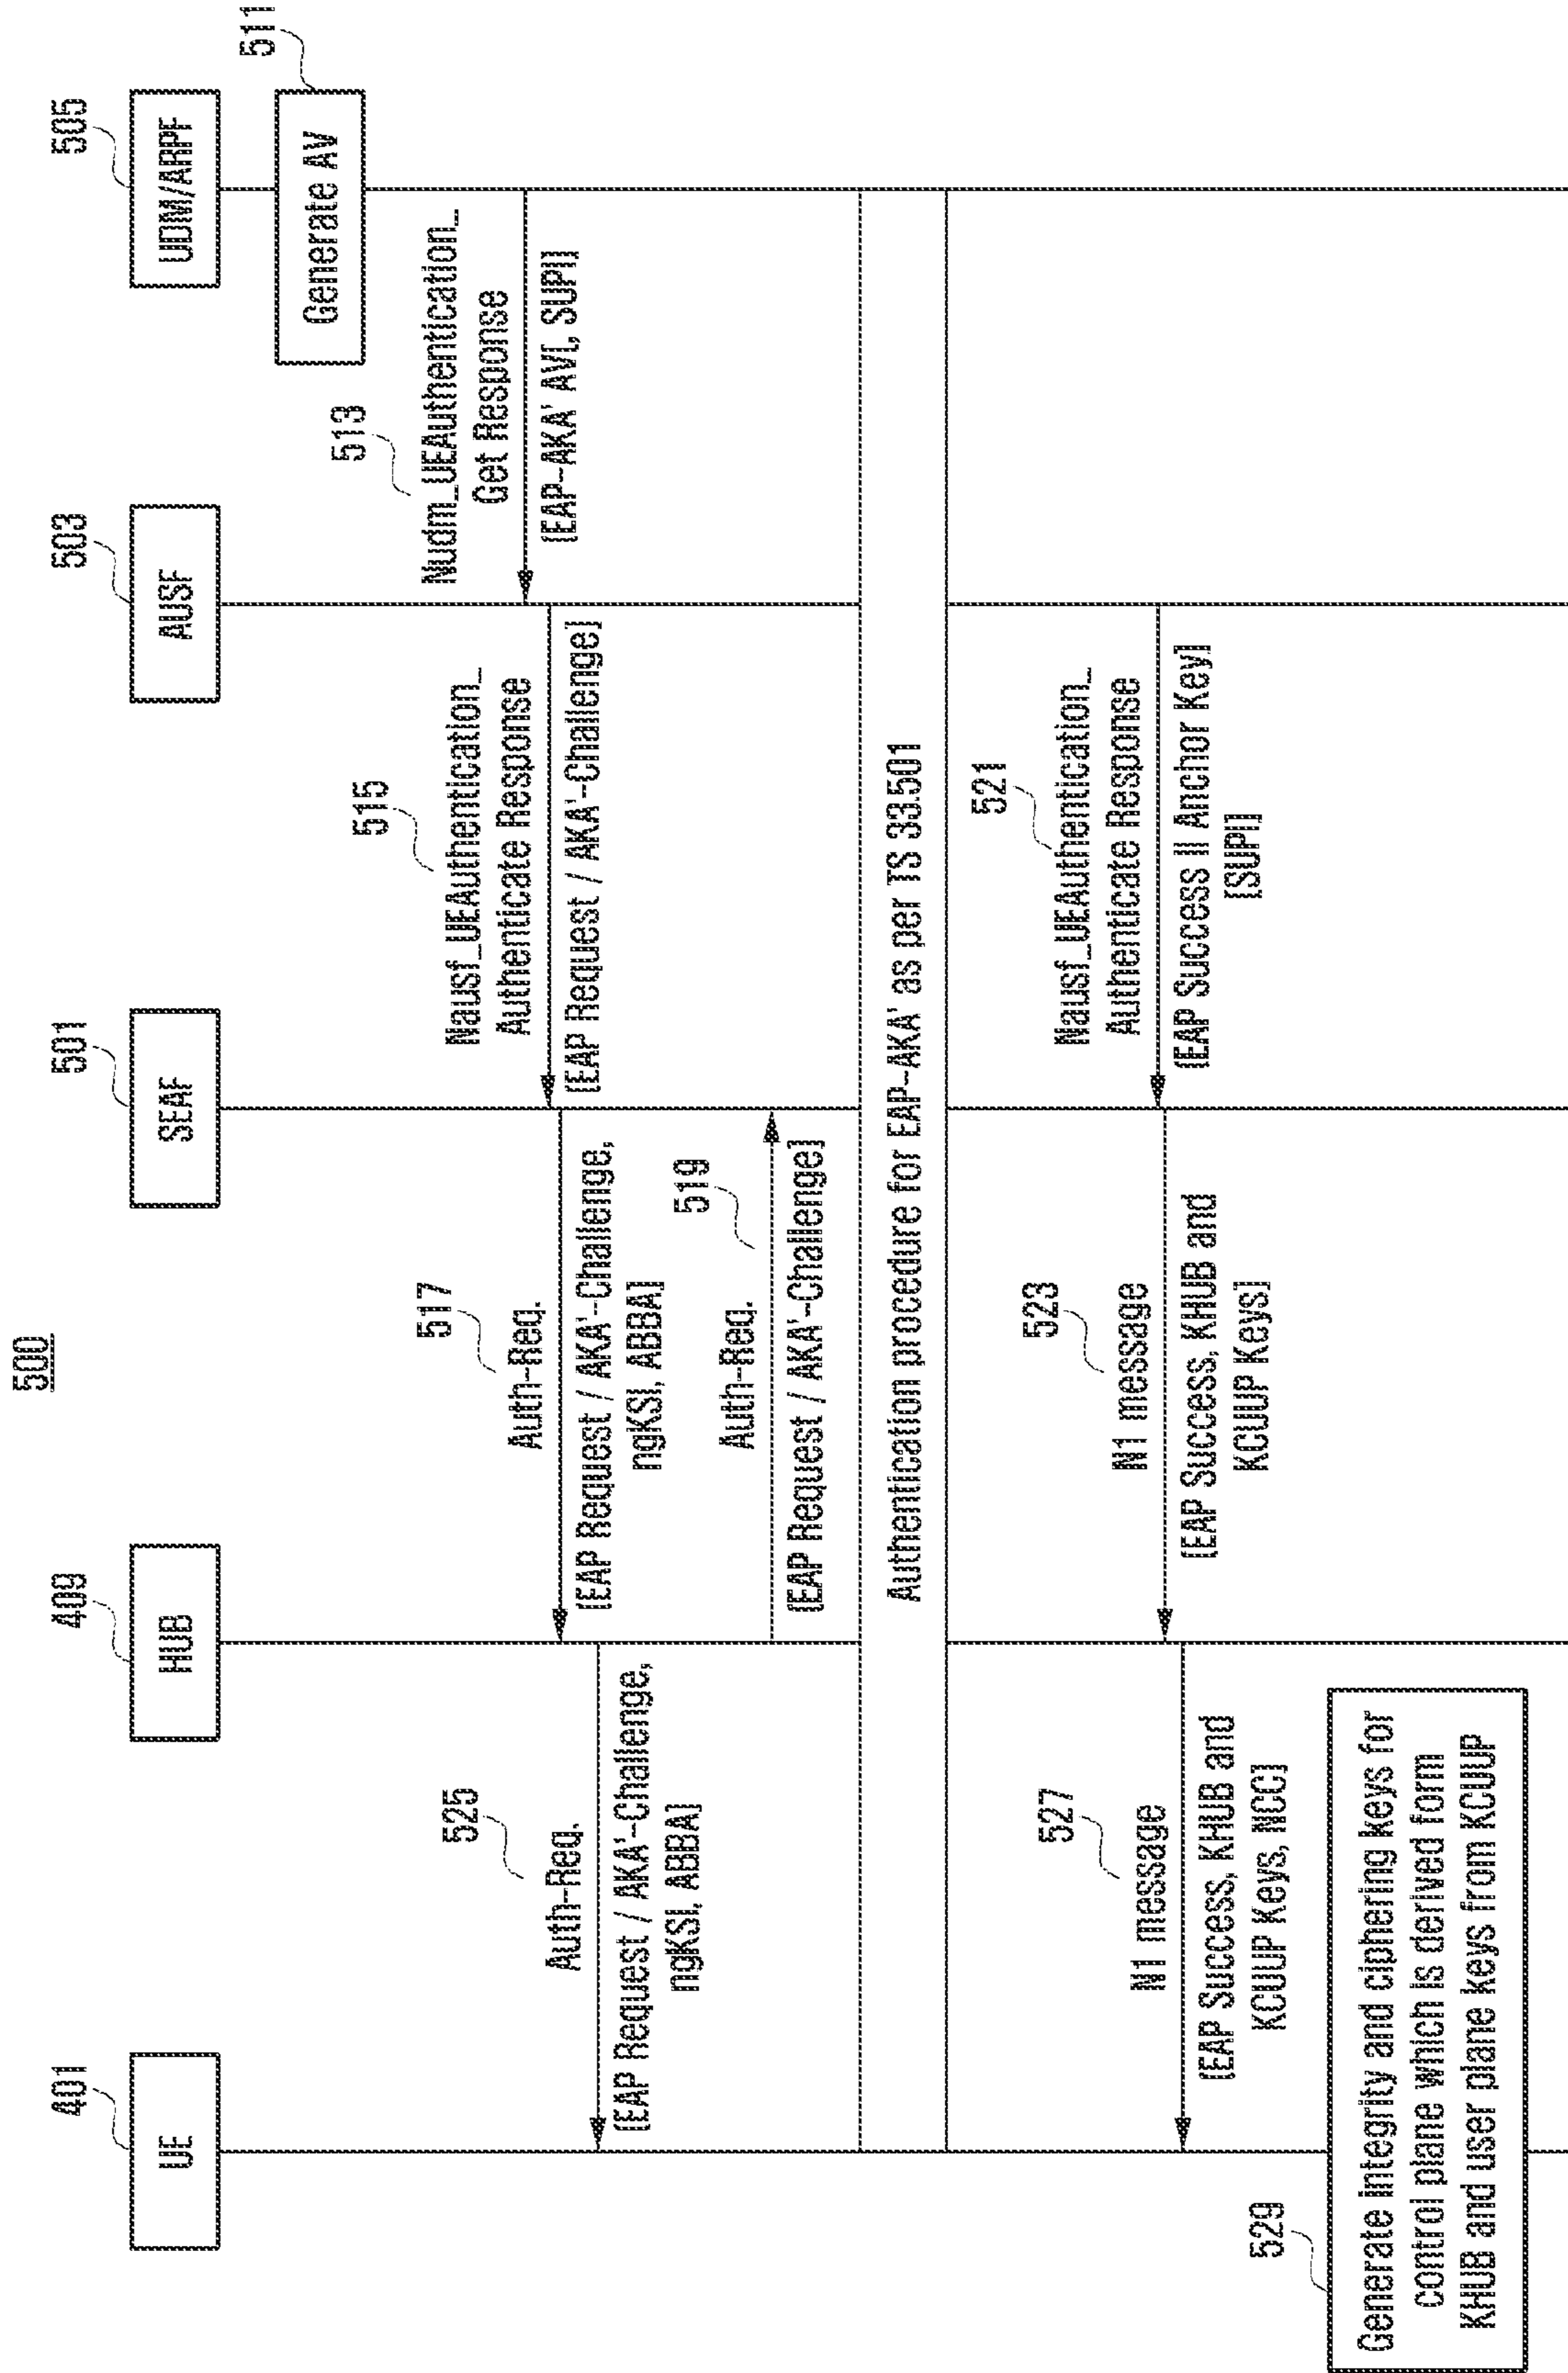 500
401
UE
409
HUB
501
SEAF
503
AUSF
505
UDM/ARPF
511
Generate AV
513
Nudm_UEAuthentication_
Get Response
[EAP-AKA' AV[, SUPI]
515
Nausf_UEAuthentication_
Authenticate Response
[EAP Request / AKA'-Challenge]
517
Auth-Req.
[EAP Request / AKA'-Challenge,
ngKSI, ABBA]
525
Auth-Req.
[EAP Request / AKA'-Challenge,
ngKSI, ABBA]
519
Auth-Req.
[EAP Request / AKA'-Challenge]
Authentication procedure for EAP-AKA' as per TS 33.501
521
Nausf_UEAuthentication_
Authenticate Response
[EAP Success II Anchor Key]
[SUPI]
523
N1 message
[EAP Success, KHUB and
KCUUP Keys]
527
N1 message
[EAP Success, KHUB and
KCUUP Keys, NCC]
529
Generate integrity and ciphering keys for
control plane which is derived form
KHUB and user plane keys from KCUUP